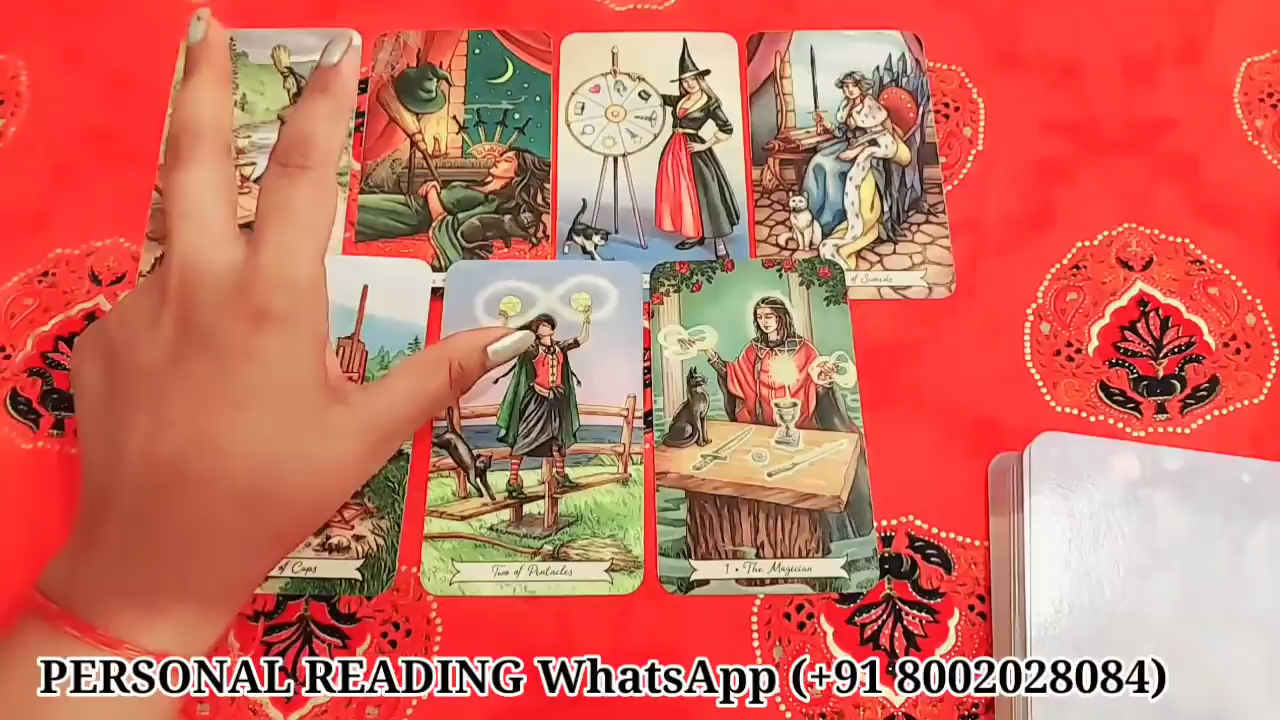 of Swords
of Cups
Two of Pentacles
1 • The Magician
PERSONAL READING WhatsApp (+91 8002028084)